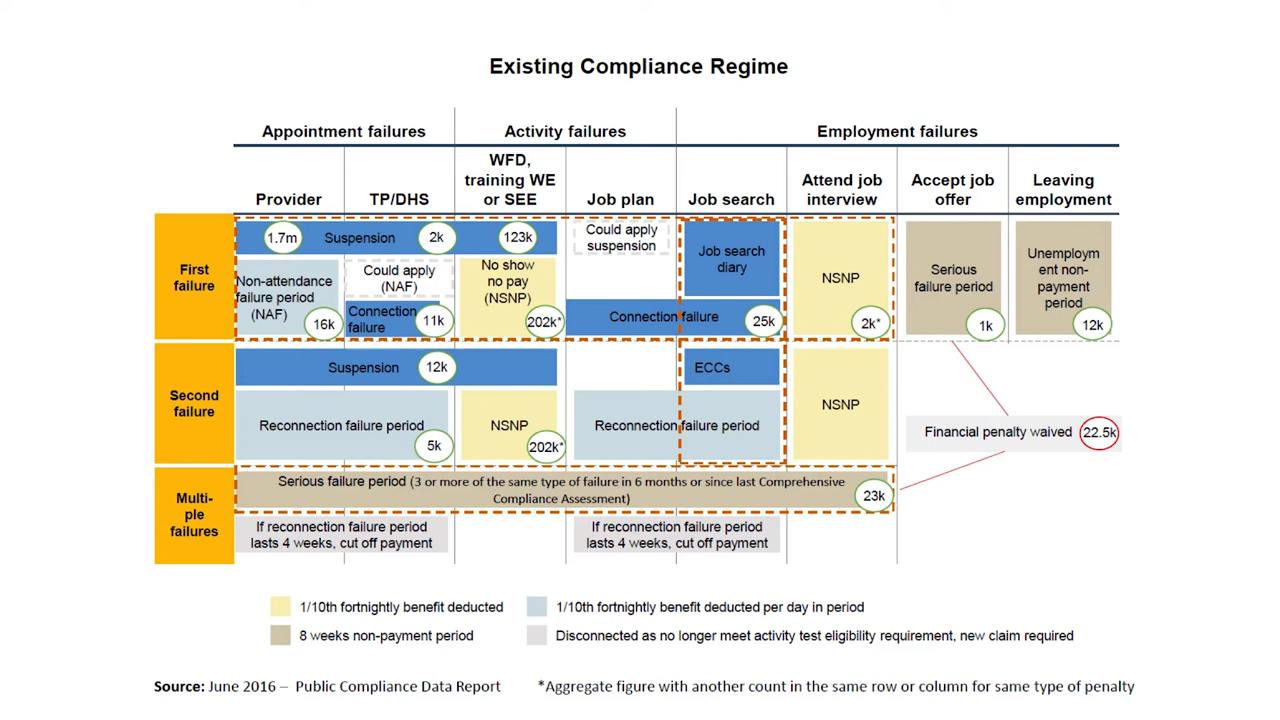 Existing Compliance Regime
Appointment failures
Activity failures
Employment failures
Provider
TP/DHS
WFD,
training WE
or SEE
Job plan
Job search
Attend job
interview
Accept job
offer
Leaving
employment
First
failure
1.7m
Suspension
2k
123k
Could apply
suspension
Job search
diary
NSNP
2k*
Serious
failure period
1k
Unemploym
ent non-
payment
period
12k
Non-attendance
failure period
(NAF)
16k
Could apply
(NAF)
Connection
failure
11k
No show
no pay
(NSNP)
202k*
Connection failure
25k
Second
failure
Suspension
12k
ECCs
NSNP
Reconnection failure period
5k
NSNP
202k*
Reconnection failure period
Financial penalty waived
22.5k
Multi-
ple
failures
Serious failure period (3 or more of the same type of failure in 6 months or since last Comprehensive
Compliance Assessment)
23k
If reconnection failure period
lasts 4 weeks, cut off payment
If reconnection failure period
lasts 4 weeks, cut off payment
1/10th fortnightly benefit deducted
1/10th fortnightly benefit deducted per day in period
8 weeks non-payment period
Disconnected as no longer meet activity test eligibility requirement, new claim required
Source: June 2016 – Public Compliance Data Report
*Aggregate figure with another count in the same row or column for same type of penalty